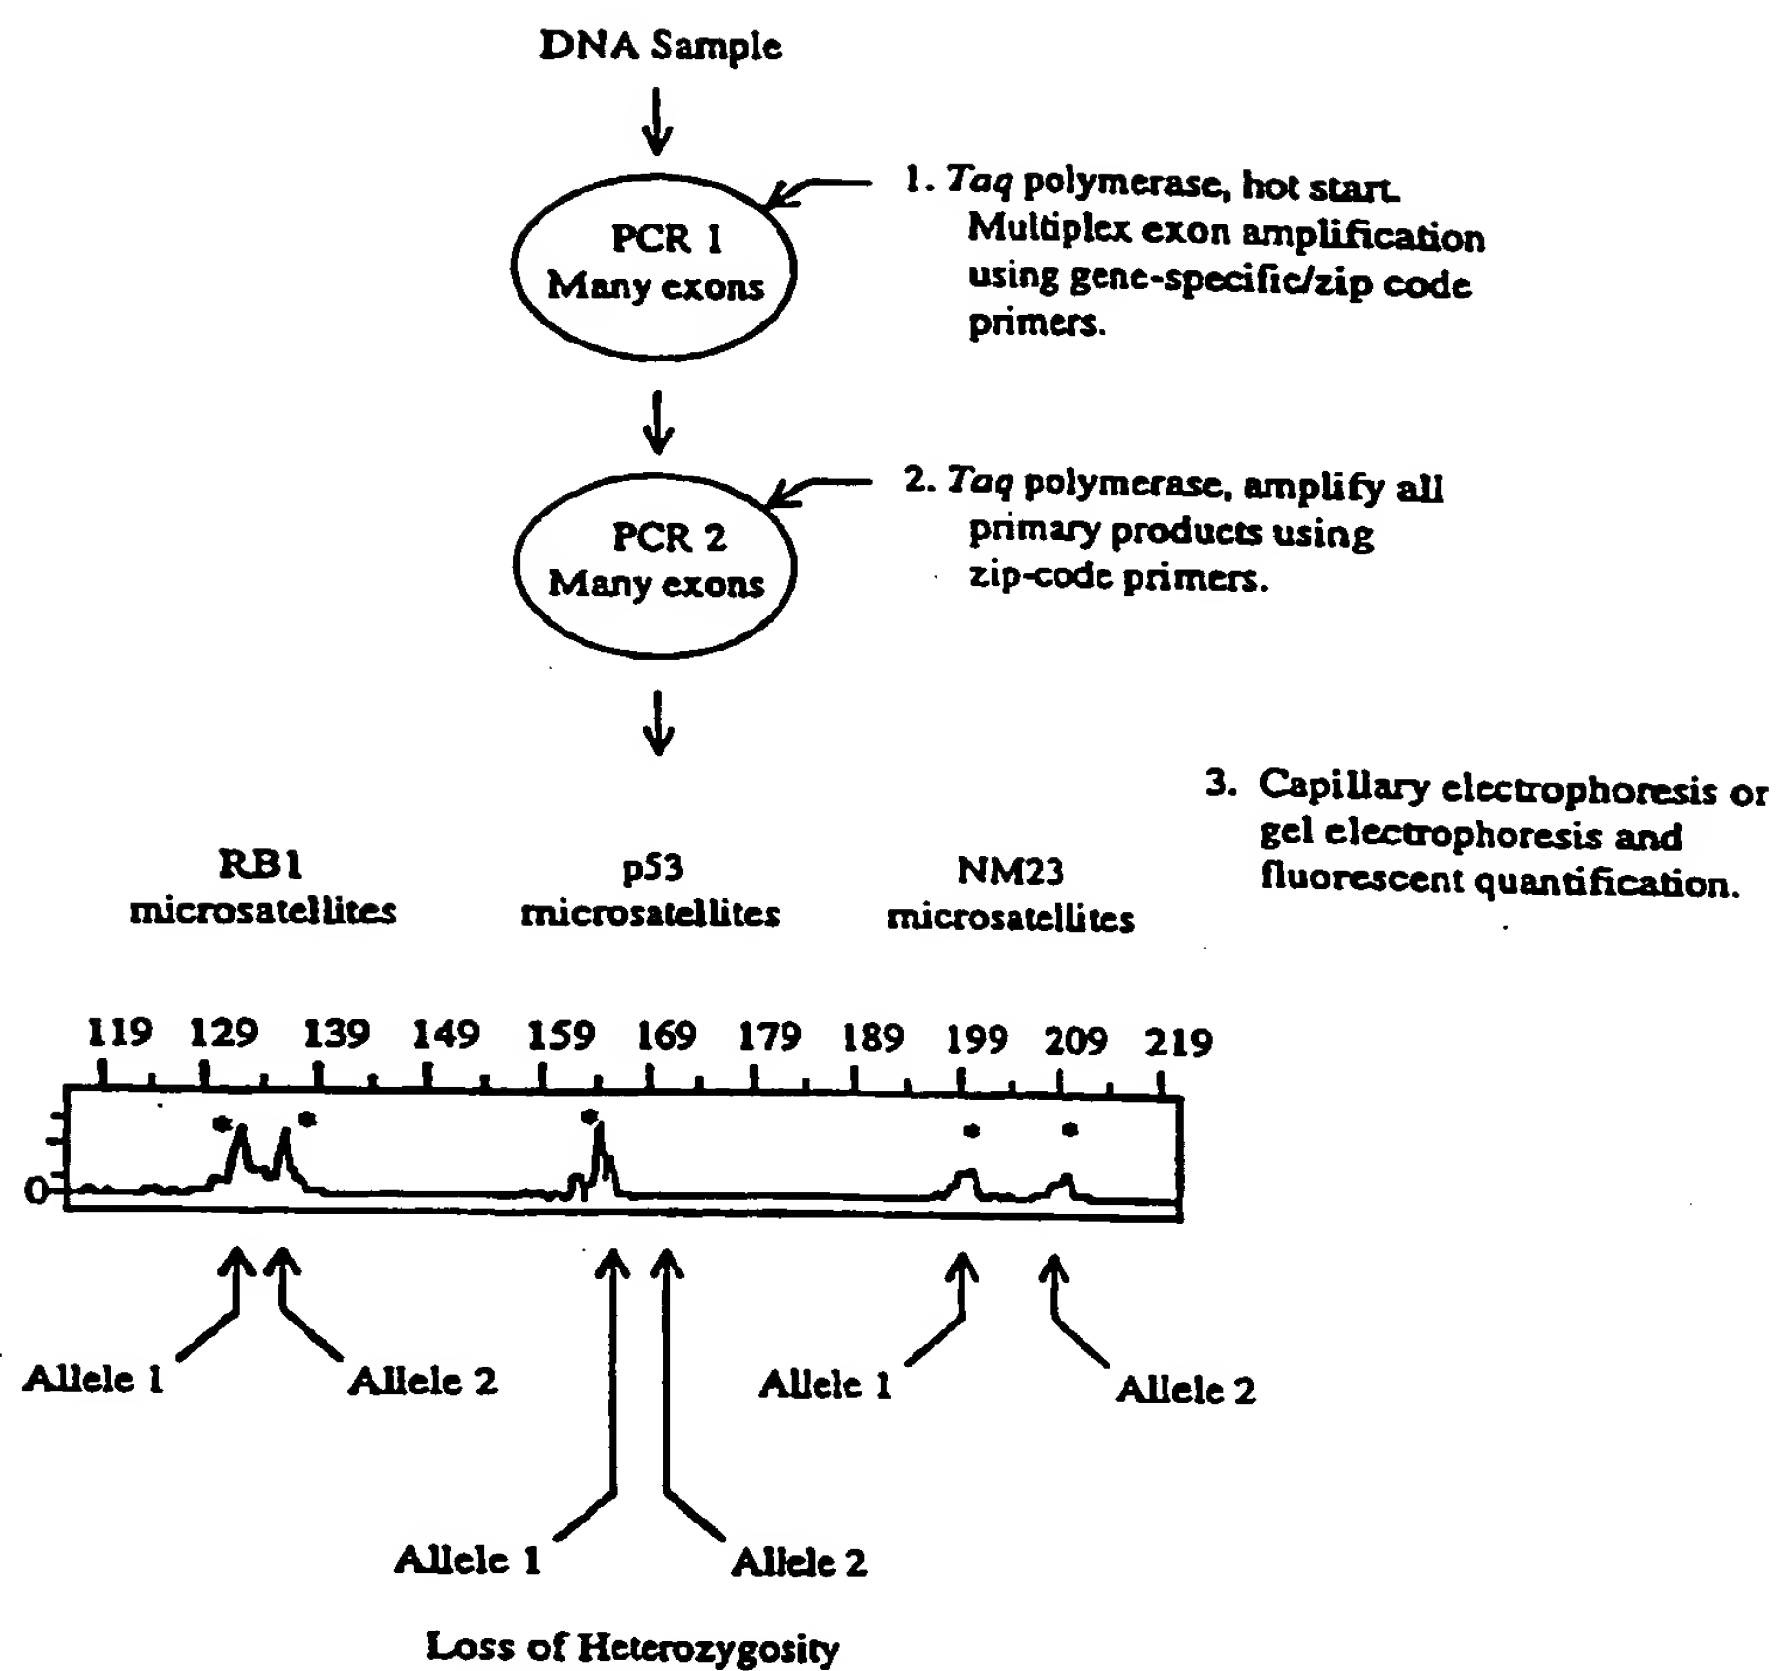 DNA Sample
PCR 1
Many exons
1. Taq polymerase, hot start.
Multiplex exon amplification
using gene-specific/zip code
primers.
PCR 2
Many exons
2. Taq polymerase, amplify all
primary products using
zip-code primers.
3. Capillary electrophoresis or
gel electrophoresis and
fluorescent quantification.
RB1
microsatellites
p53
microsatellites
NM23
microsatellites
119 129 139 149 159 169 179 189 199 209 219
* * * * *
0
Allele 1 Allele 2 Allele 1 Allele 2
Allele 1 Allele 2
Loss of Heterozygosity